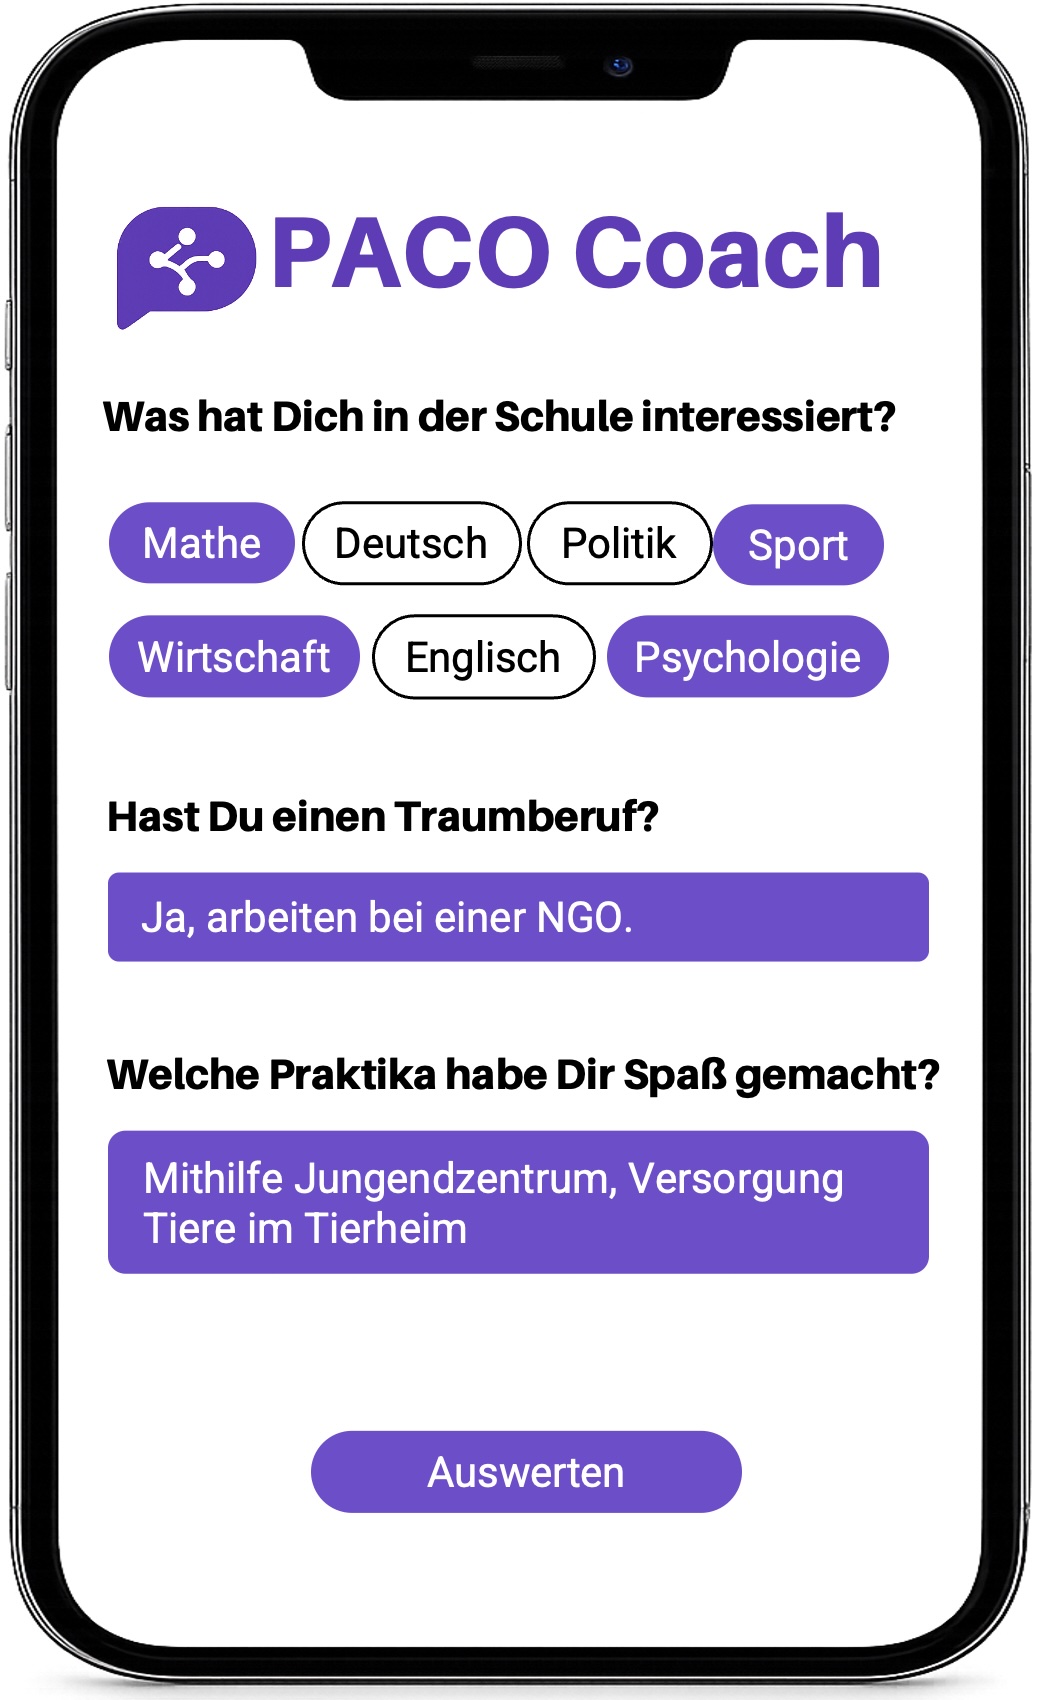 PACO Coach
Was hat Dich in der Schule interessiert?
Mathe Deutsch Politik Sport
Wirtschaft Englisch Psychologie
Hast Du einen Traumberuf?
Ja, arbeiten bei einer NGO.
Welche Praktika habe Dir Spaß gemacht?
Mithilfe Jungendzentrum, Versorgung
Tiere im Tierheim
Auswerten